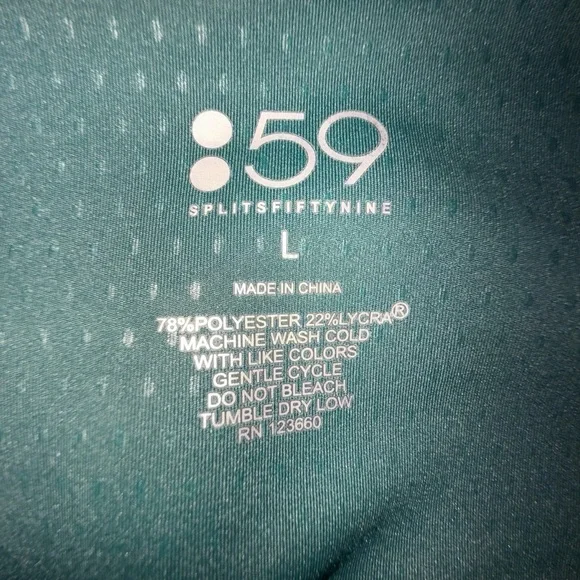 :59
SPLITSFIFTYNINE
L
MADE IN CHINA
78%POLYESTER 22%LYCRA®
MACHINE WASH COLD
WITH LIKE COLORS
GENTLE CYCLE
DO NOT BLEACH
TUMBLE DRY LOW
RN 123660